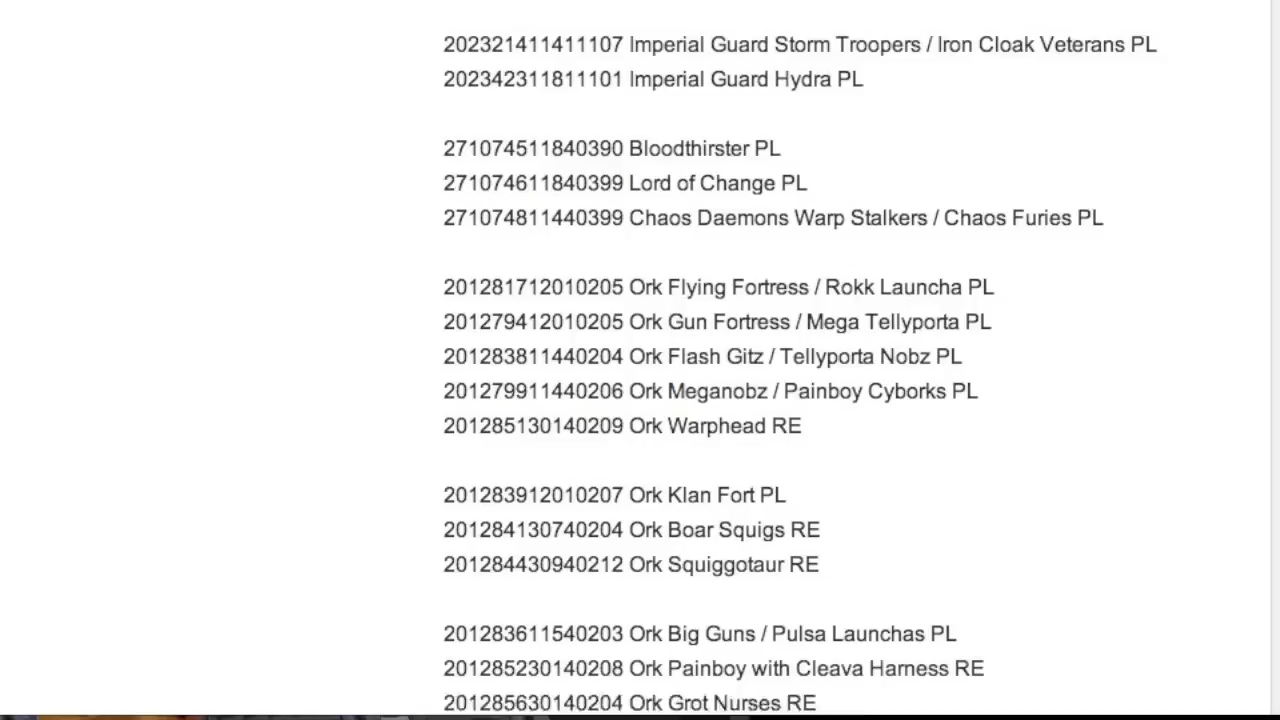 202321411411107 Imperial Guard Storm Troopers / Iron Cloak Veterans PL
202342311811101 Imperial Guard Hydra PL
271074511840390 Bloodthirster PL
271074611840399 Lord of Change PL
271074811440399 Chaos Daemons Warp Stalkers / Chaos Furies PL
201281712010205 Ork Flying Fortress / Rokk Launcha PL
201279412010205 Ork Gun Fortress / Mega Tellyporta PL
201283811440204 Ork Flash Gitz / Tellyporta Nobz PL
201279911440206 Ork Meganobz / Painboy Cyborks PL
201285130140209 Ork Warphead RE
201283912010207 Ork Klan Fort PL
201284130740204 Ork Boar Squigs RE
201284430940212 Ork Squiggotaur RE
201283611540203 Ork Big Guns / Pulsa Launchas PL
201285230140208 Ork Painboy with Cleava Harness RE
201285630140204 Ork Grot Nurses RE